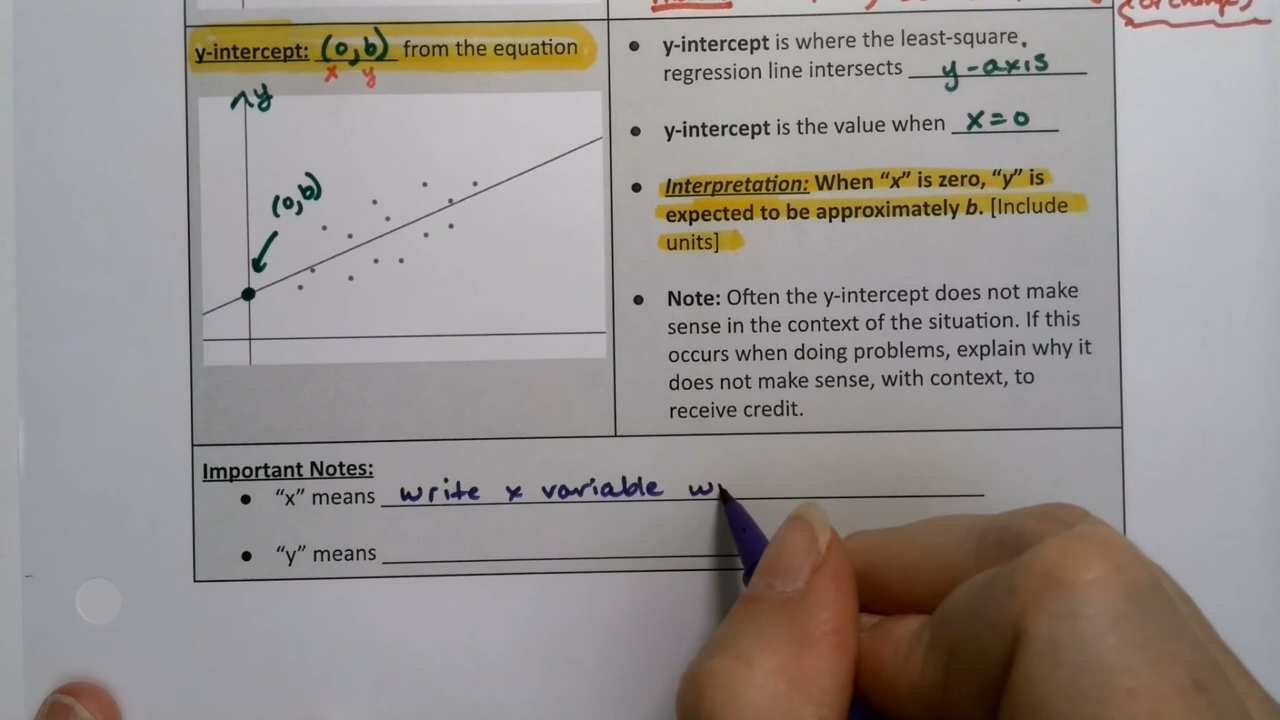 y-intercept: (0,b) from the equation
x y
y
(0,b)
• y-intercept is where the least-square
regression line intersects y-axis
• y-intercept is the value when x=0
• Interpretation: When “x” is zero, “y” is
expected to be approximately b. [Include
units]
• Note: Often the y-intercept does not make
sense in the context of the situation. If this
occurs when doing problems, explain why it
does not make sense, with context, to
receive credit.
Important Notes:
• “x” means write x variable w
• “y” means